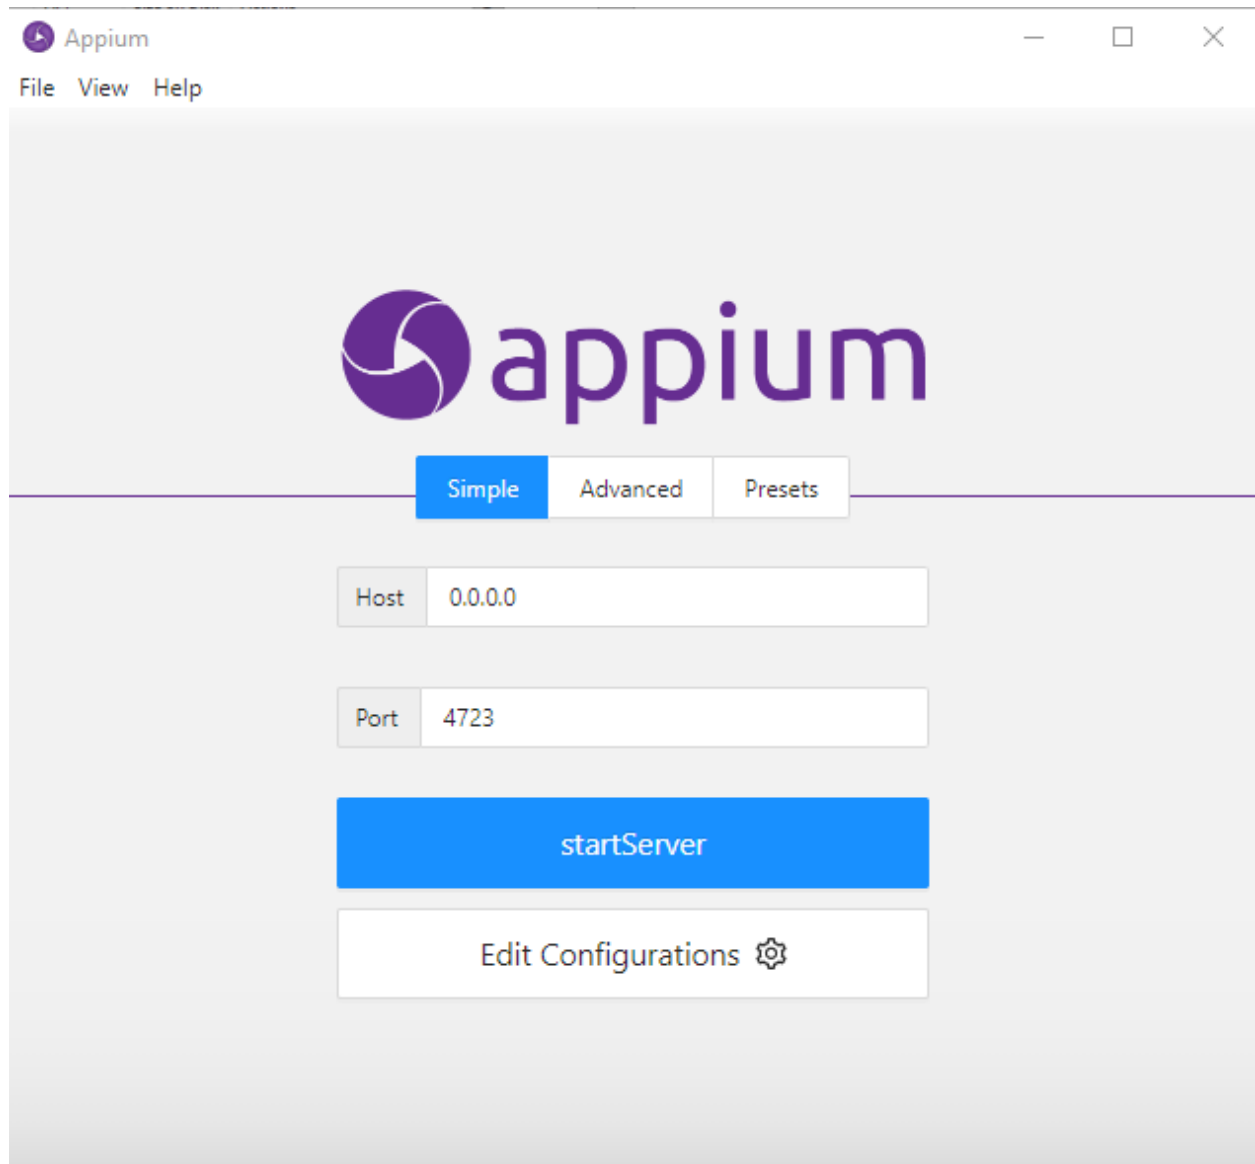 Appium
File View Help
appium
Simple Advanced Presets
Host 0.0.0.0
Port 4723
startServer
Edit Configurations